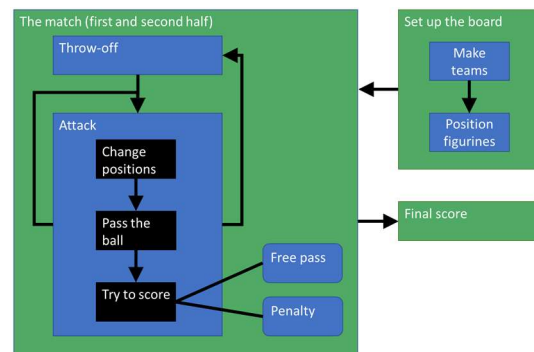 The match (first and second half)
Throw-off
Attack
Change
positions
Pass the
ball
Try to score
Free pass
Penalty
Set up the board
Make
teams
Position
figurines
Final score